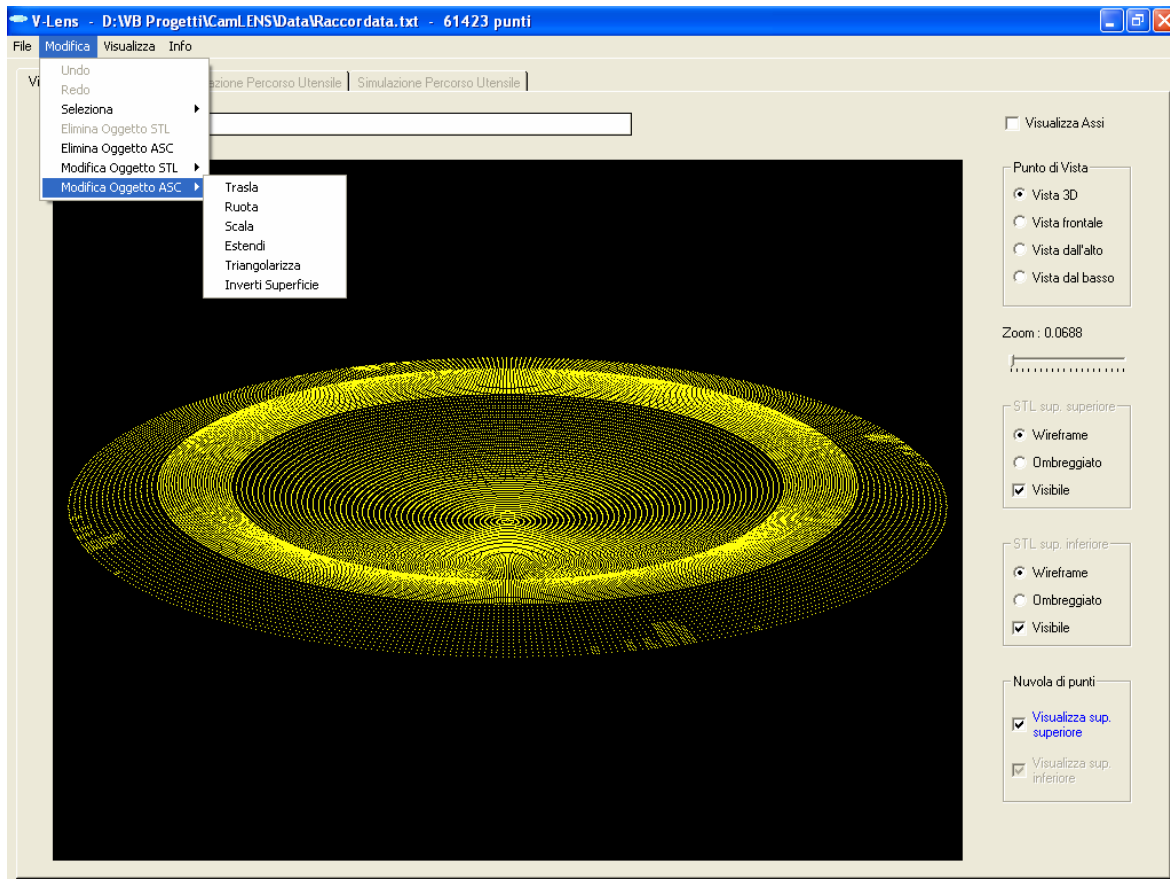 V-Lens - D:\VB Progetti\CamLENS\Data\Raccordata.txt - 61423 punti
File Modifica Visualizza Info
Undo
Redo
Seleziona
Elimina Oggetto STL
Elimina Oggetto ASC
Modifica Oggetto STL
Modifica Oggetto ASC
Trasla
Ruota
Scala
Estendi
Triangolarizza
Inverti Superficie
Percorso Utensile
Simulazione Percorso Utensile
Visualizza Assi
Punto di Vista
Vista 3D
Vista frontale
Vista dall'alto
Vista dal basso
Zoom : 0.0688
STL sup. superiore
Wireframe
Ombreggiato
Visibile
STL sup. inferiore
Wireframe
Ombreggiato
Visibile
Nuvola di punti
Visualizza sup.
superiore
Visualizza sup.
inferiore